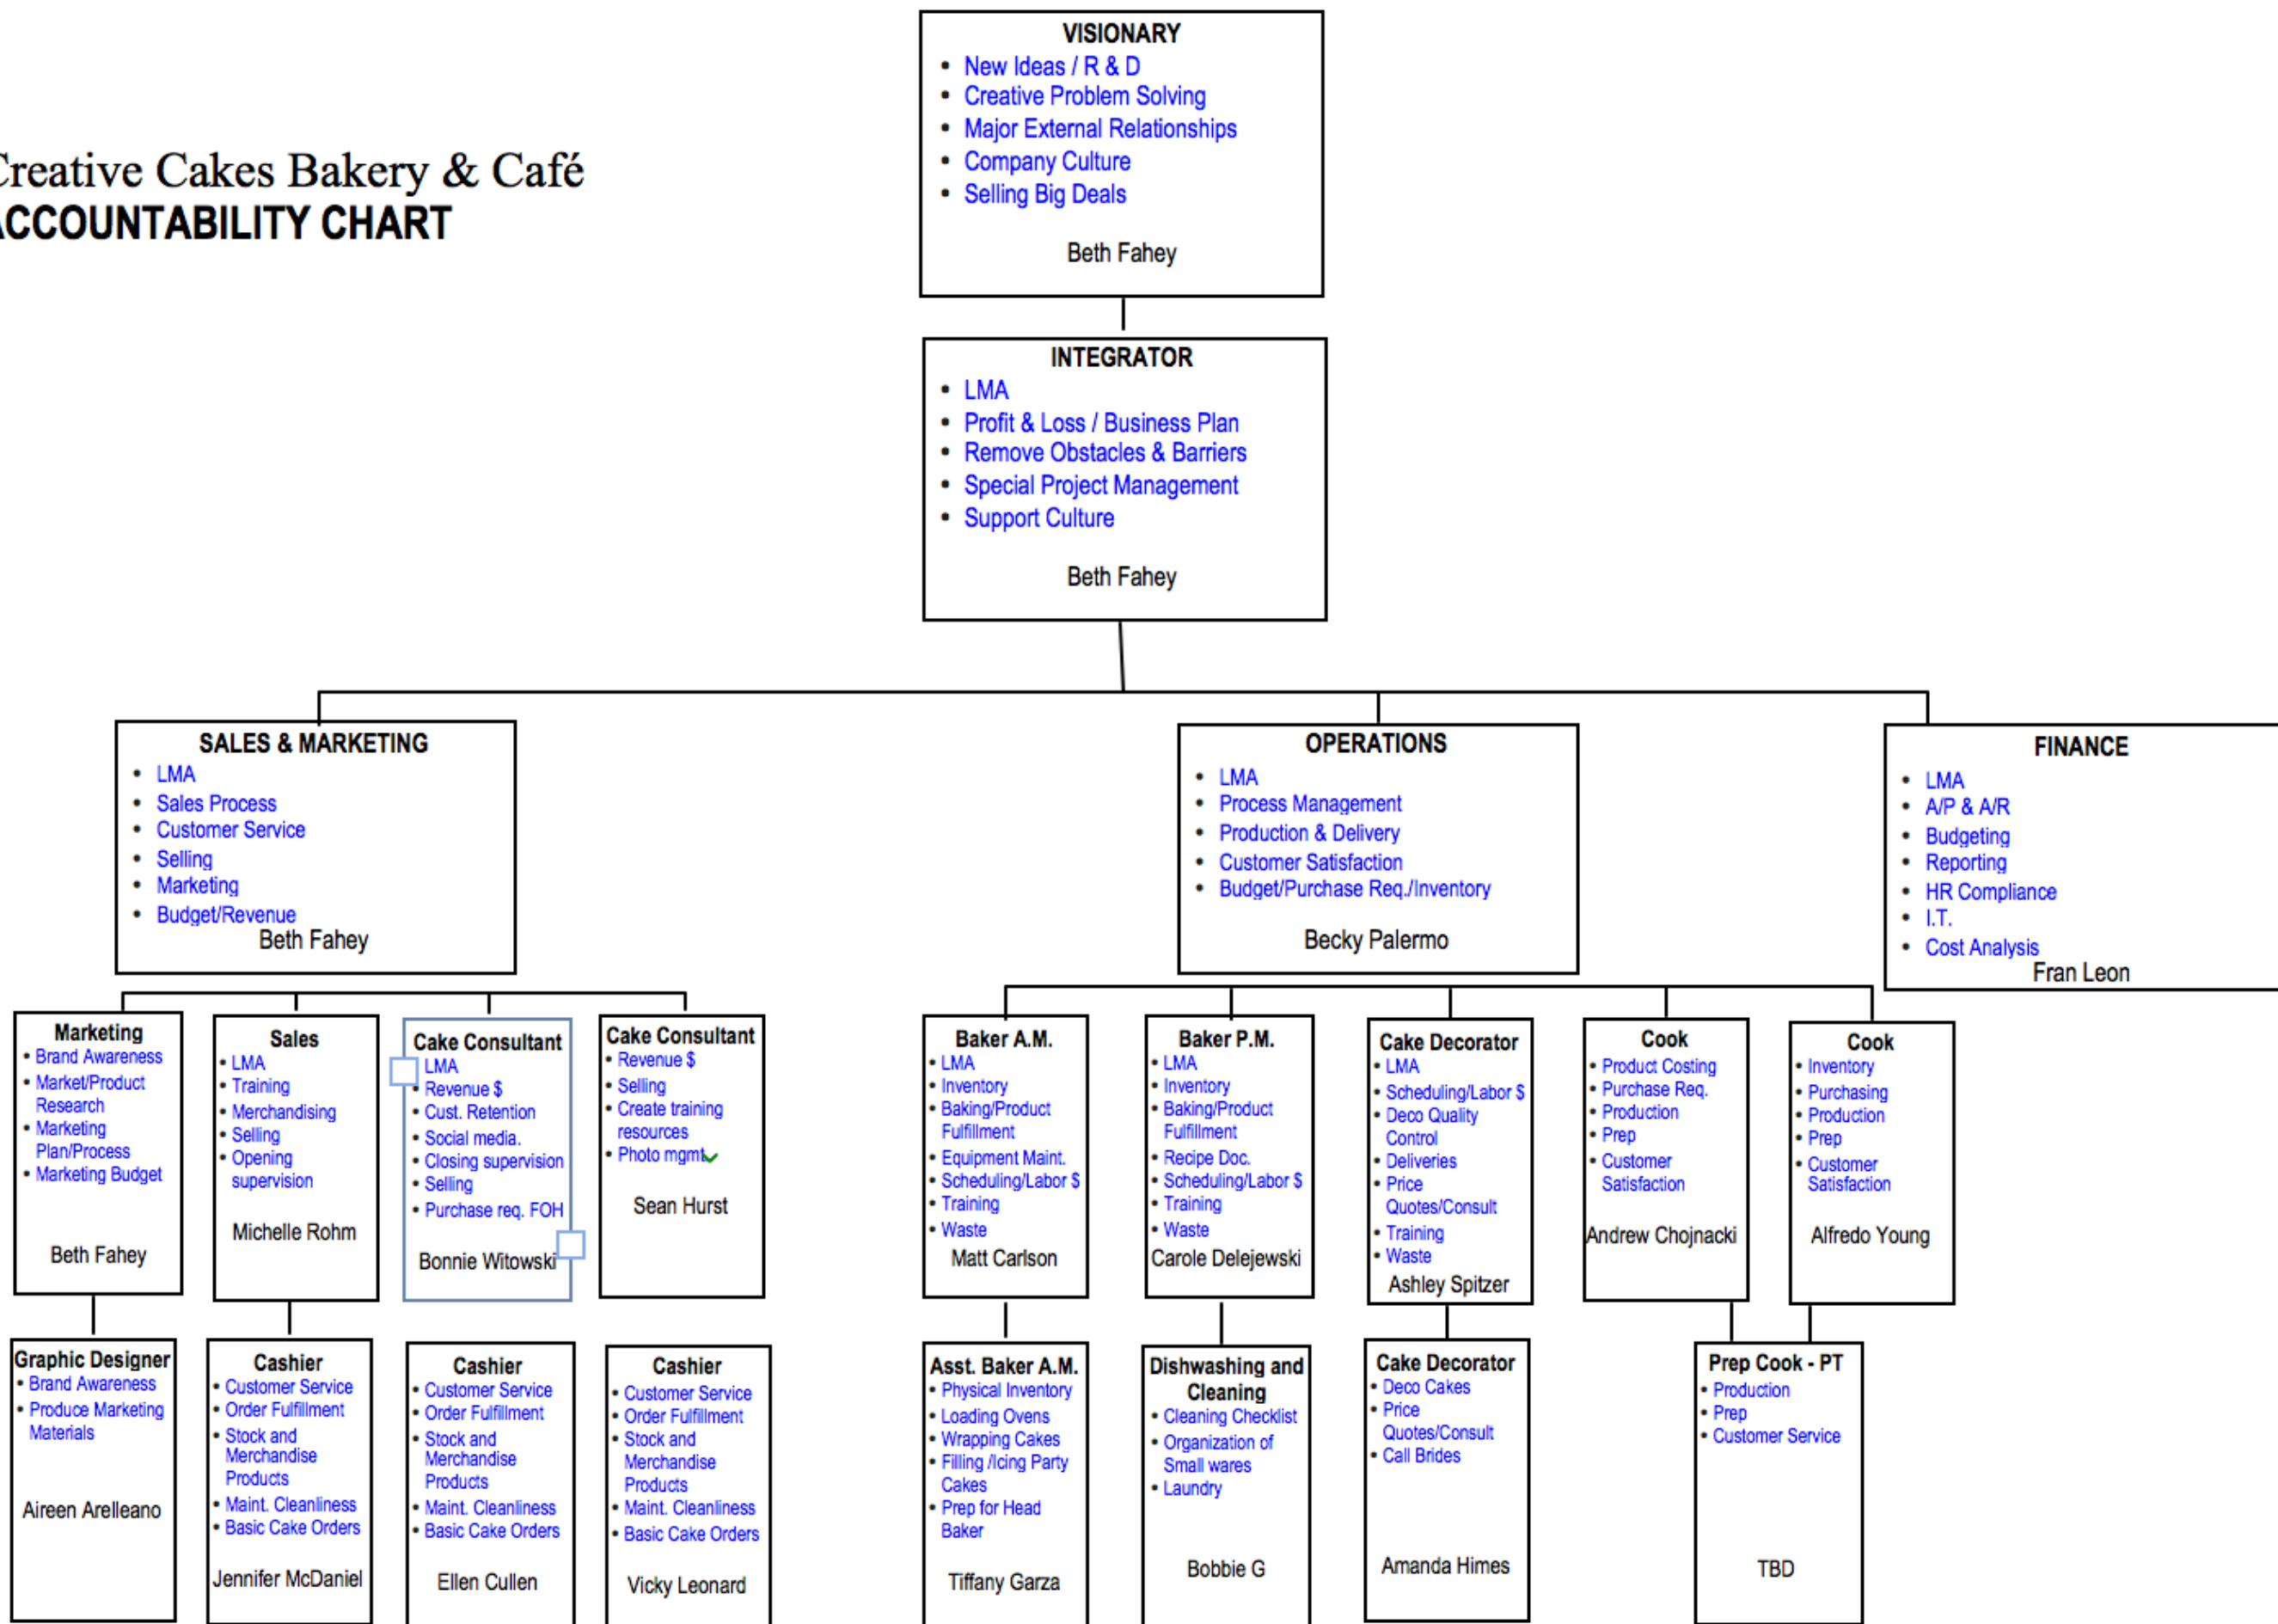 VISIONARY
• New Ideas / R & D
• Creative Problem Solving
• Major External Relationships
• Company Culture
• Selling Big Deals
Beth Fahey
Creative Cakes Bakery & Café
ACCOUNTABILITY CHART
INTEGRATOR
• LMA
• Profit & Loss / Business Plan
• Remove Obstacles & Barriers
• Special Project Management
• Support Culture
Beth Fahey
SALES & MARKETING
• LMA
• Sales Process
• Customer Service
• Selling
• Marketing
• Budget/Revenue
Beth Fahey
OPERATIONS
• LMA
• Process Management
• Production & Delivery
• Customer Satisfaction
• Budget/Purchase Req./Inventory
Becky Palermo
FINANCE
• LMA
• A/P & A/R
• Budgeting
• Reporting
• HR Compliance
• I.T.
• Cost Analysis
Fran Leon
Marketing
• Brand Awareness
• Market/Product
Research
• Marketing
Plan/Process
• Marketing Budget
Beth Fahey
Sales
• LMA
• Training
• Merchandising
• Selling
• Opening
supervision
Michelle Rohm
Cake Consultant
LMA
• Revenue $
• Cust. Retention
• Social media.
• Closing supervision
• Selling
• Purchase req. FOH
Bonnie Witowski
Cake Consultant
• Revenue $
• Selling
• Create training
resources
• Photo mgmt
Sean Hurst
Baker A.M.
• LMA
• Inventory
• Baking/Product
Fulfillment
• Equipment Maint.
• Scheduling/Labor $
• Training
• Waste
Matt Carlson
Baker P.M.
• LMA
• Inventory
• Baking/Product
Fulfillment
• Recipe Doc.
• Scheduling/Labor $
• Training
• Waste
Carole Delejewski
Cake Decorator
• LMA
• Scheduling/Labor $
• Deco Quality
Control
• Deliveries
• Price
Quotes/Consult
• Training
• Waste
Ashley Spitzer
Cook
• Product Costing
• Purchase Req.
• Production
• Prep
• Customer
Satisfaction
Andrew Chojnacki
Cook
• Inventory
• Purchasing
• Production
• Prep
• Customer
Satisfaction
Alfredo Young
Graphic Designer
• Brand Awareness
• Produce Marketing
Materials
Aireen Arelleano
Cashier
• Customer Service
• Order Fulfillment
• Stock and
Merchandise
Products
• Maint. Cleanliness
• Basic Cake Orders
Jennifer McDaniel
Cashier
• Customer Service
• Order Fulfillment
• Stock and
Merchandise
Products
• Maint. Cleanliness
• Basic Cake Orders
Ellen Cullen
Cashier
• Customer Service
• Order Fulfillment
• Stock and
Merchandise
Products
• Maint. Cleanliness
• Basic Cake Orders
Vicky Leonard
Asst. Baker A.M.
• Physical Inventory
• Loading Ovens
• Wrapping Cakes
• Filling /Icing Party
Cakes
• Prep for Head
Baker
Tiffany Garza
Dishwashing and
Cleaning
• Cleaning Checklist
• Organization of
Small wares
• Laundry
Bobbie G
Cake Decorator
• Deco Cakes
• Price
Quotes/Consult
• Call Brides
Amanda Himes
Prep Cook - PT
• Production
• Prep
• Customer Service
TBD